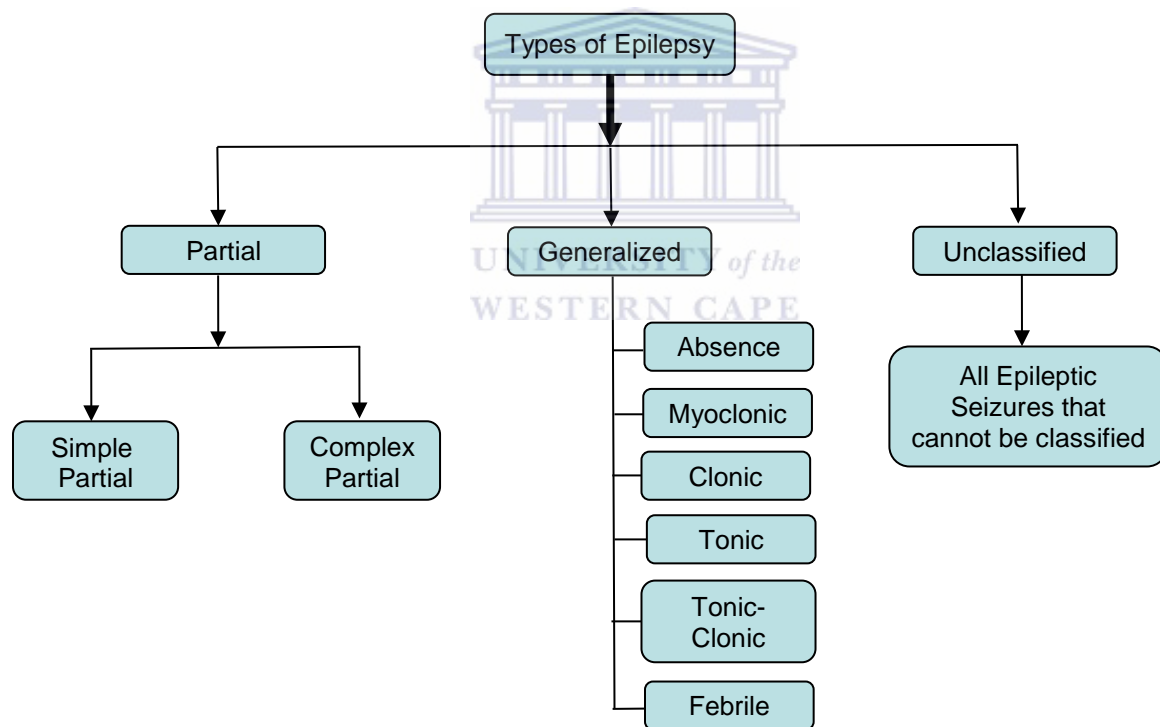 Types of Epilepsy
Partial
Generalized
Unclassified
UNIVERSITY of the
WESTERN CAPE
Simple
Partial
Complex
Partial
Absence
Myoclonic
Clonic
Tonic
Tonic-
Clonic
Febrile
All Epileptic
Seizures that
cannot be classified